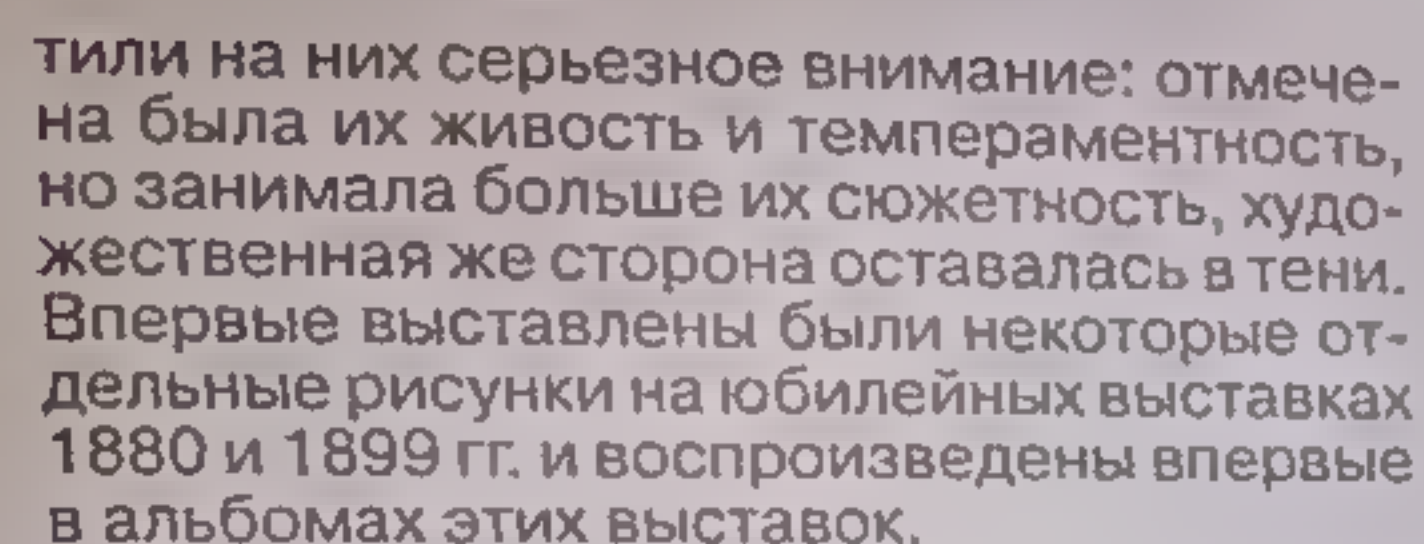 тили на них серьезное внимание: отмече-
на была их живость и темпераментность,
но занимала больше их сюжетность, худо-
жественная же сторона оставалась в тени.
Впервые выставлены были некоторые от-
дельные рисунки на юбилейных выставках
1880 и 1899 гг. и воспроизведены впервые
в альбомах этих выставок.